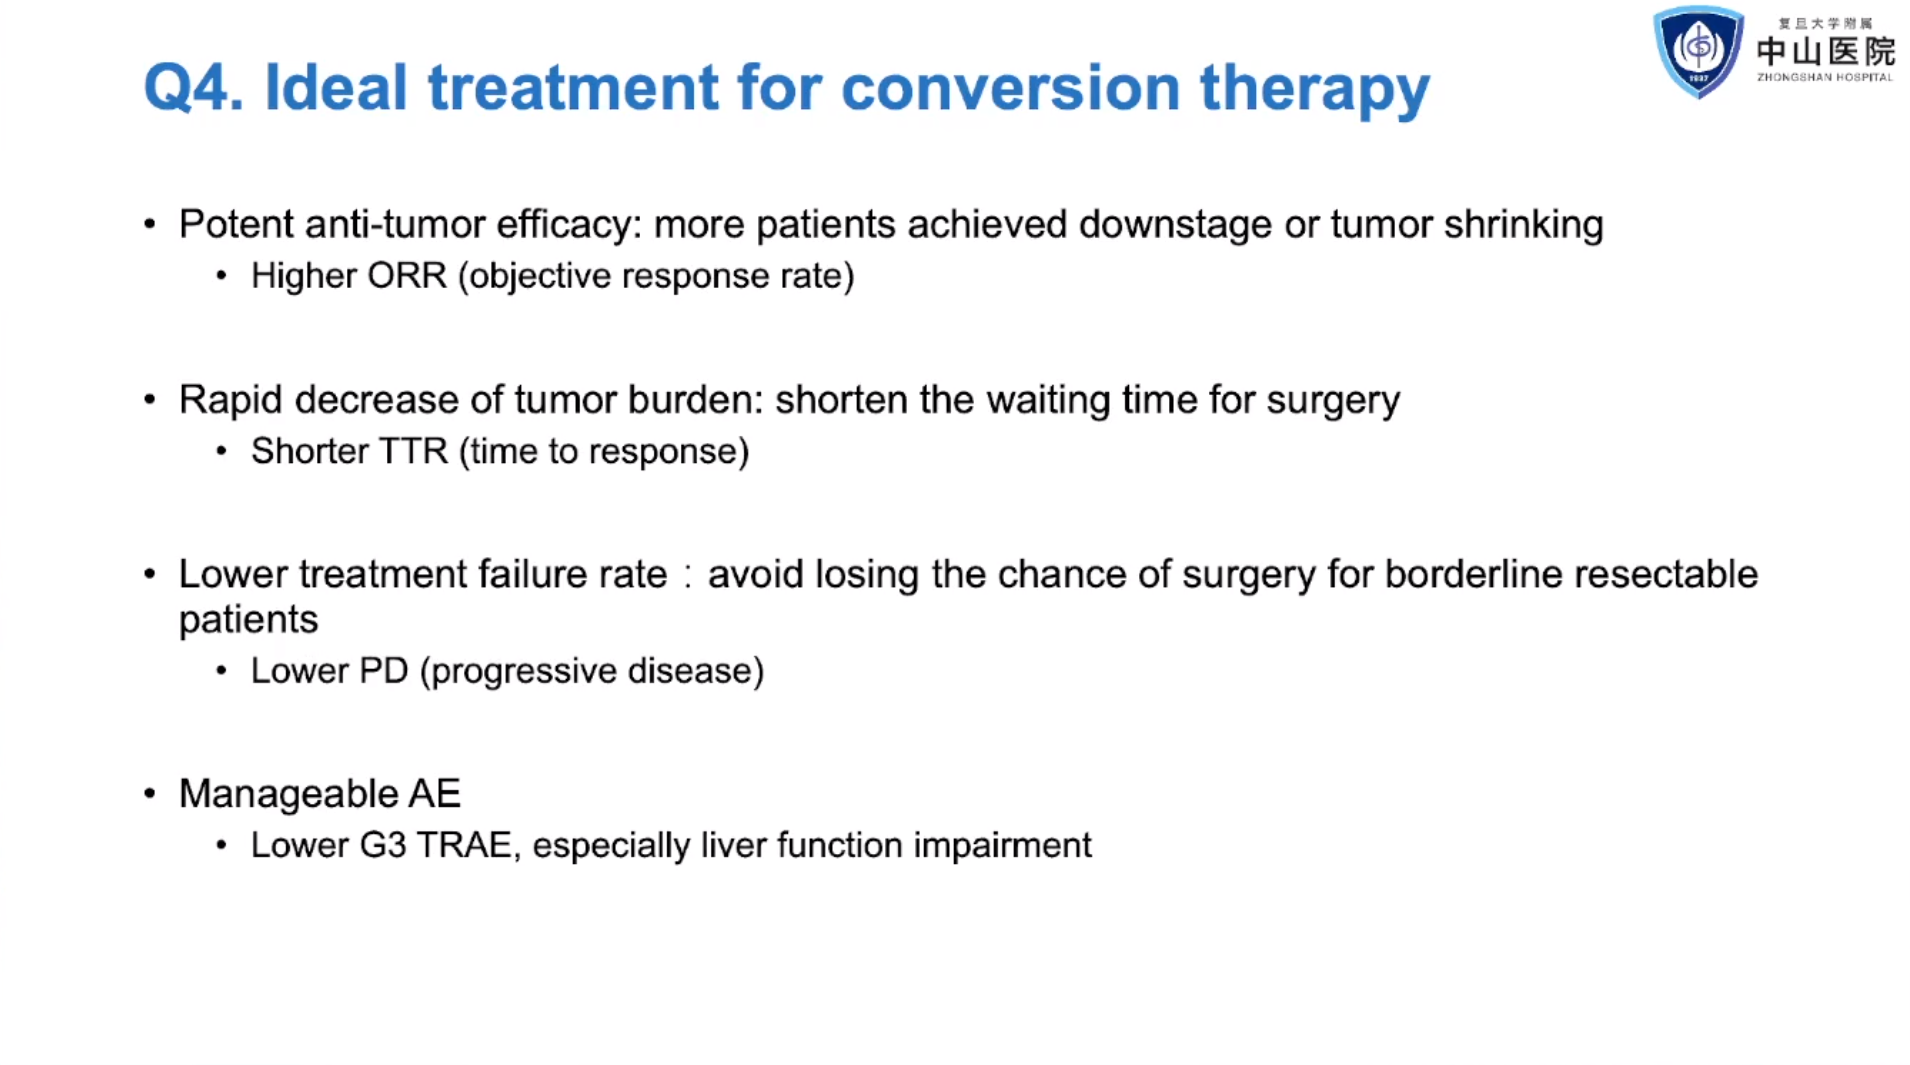 复旦大学附属
中山医院
ZHONGSHAN HOSPITAL
1937
Q4. Ideal treatment for conversion therapy
• Potent anti-tumor efficacy: more patients achieved downstage or tumor shrinking
• Higher ORR (objective response rate)
• Rapid decrease of tumor burden: shorten the waiting time for surgery
• Shorter TTR (time to response)
• Lower treatment failure rate：avoid losing the chance of surgery for borderline resectable
patients
• Lower PD (progressive disease)
• Manageable AE
• Lower G3 TRAE, especially liver function impairment